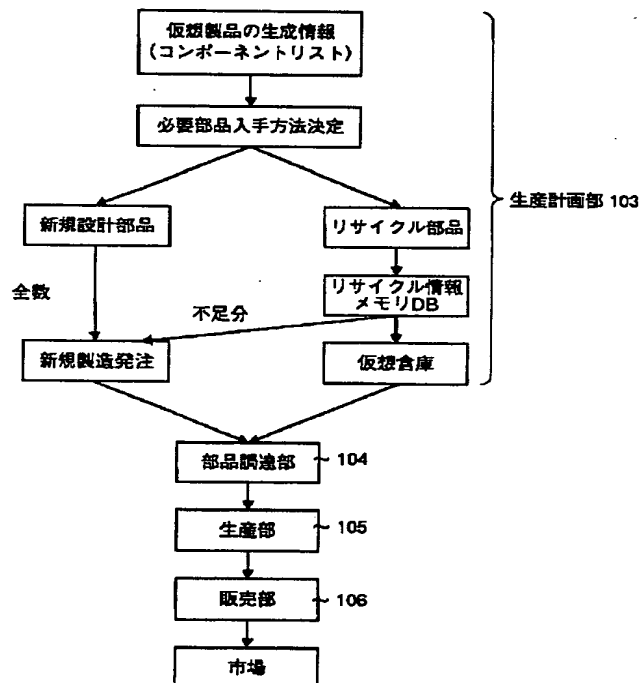 仮想製品の生成情報
(コンポーネントリスト)
必要部品入手方法決定
生産計画部 103
新規設計部品
リサイクル部品
全数
リサイクル情報
メモリDB
不足分
新規製造発注
仮想倉庫
部品調達部
104
生産部
105
販売部
106
市場